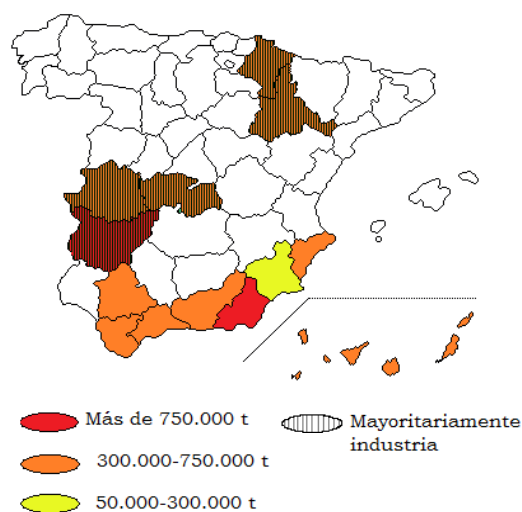 Más de 750.000 t
Mayoritariamente
industria
300.000-750.000 t
50.000-300.000 t